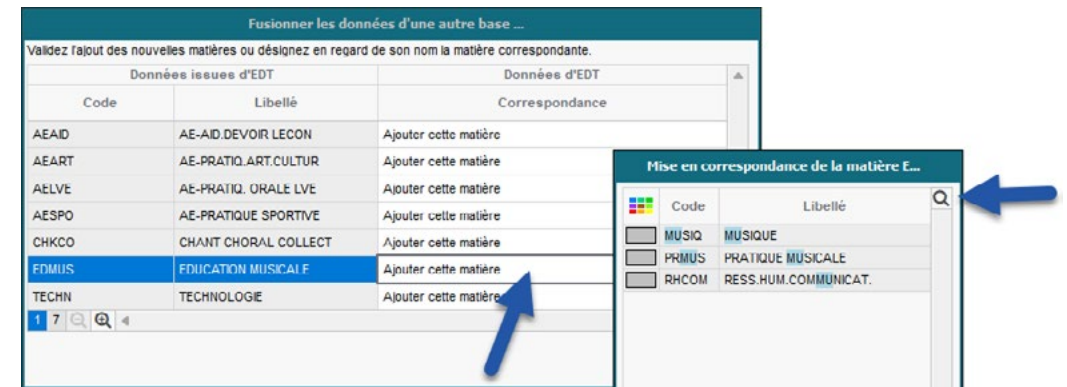 Fusionner les données d'une autre base ...
Validez l'ajout des nouvelles matières ou désignez en regard de son nom la matière correspondante.
Données issues d'EDT Données d'EDT
Code Libellé Correspondance
AEAID AE-AID.DEVOIR LECON Ajouter cette matière
AEART AE-PRATIQ.ART.CULTUR Ajouter cette matière
AELVE AE-PRATIQ. ORALE LVE Ajouter cette matière
AESPO AE-PRATIQUE SPORTIVE Ajouter cette matière
CHKCO CHANT CHORAL COLLECT Ajouter cette matière
EDMUS EDUCATION MUSICALE Ajouter cette matière
TECHN TECHNOLOGIE Ajouter cette matière
1 7
Mise en correspondance de la matière E...
Code Libellé
MUSIQ MUSIQUE
PRMUS PRATIQUE MUSICALE
RHCOM RESS.HUM.COMMUNICAT.